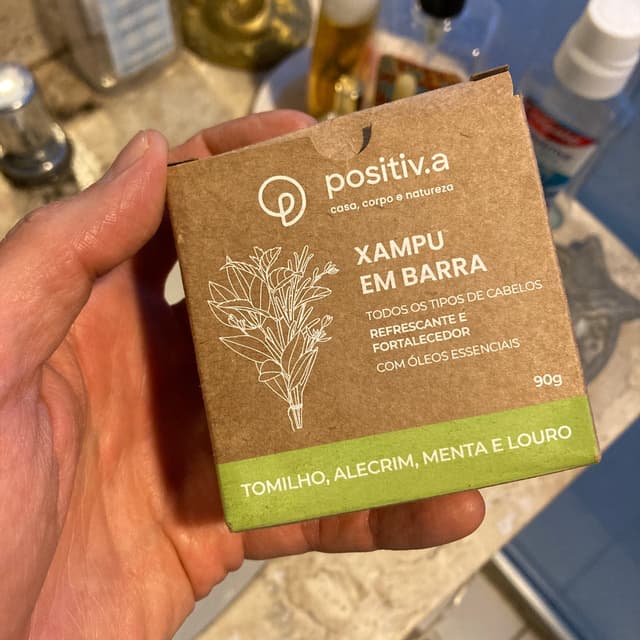 positiv.a
casa, corpo e natureza
XAMPU
EM BARRA
TODOS OS TIPOS DE CABELOS
REFRESCANTE E
FORTALECEDOR
COM ÓLEOS ESSENCIAIS
90g
TOMILHO, ALECRIM, MENTA E LOURO